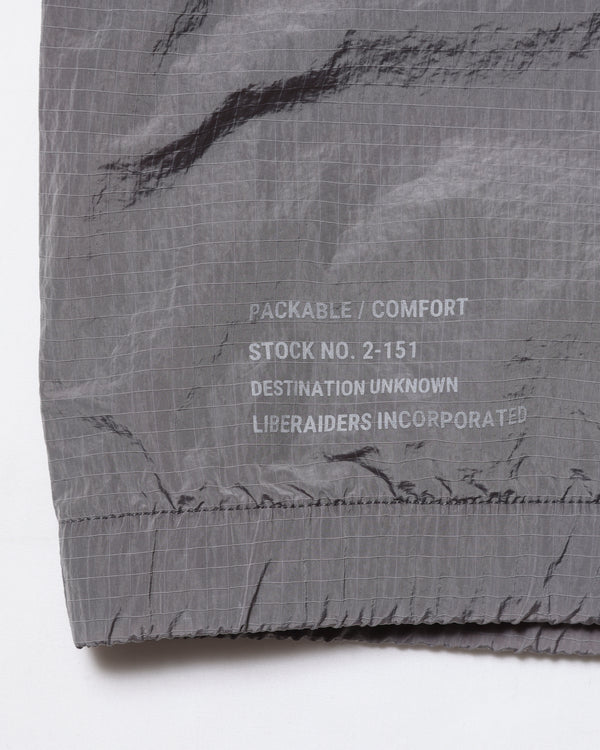 PACKABLE / COMFORT
STOCK NO. 2-151
DESTINATION UNKNOWN
LIBERAIDERS INCORPORATED